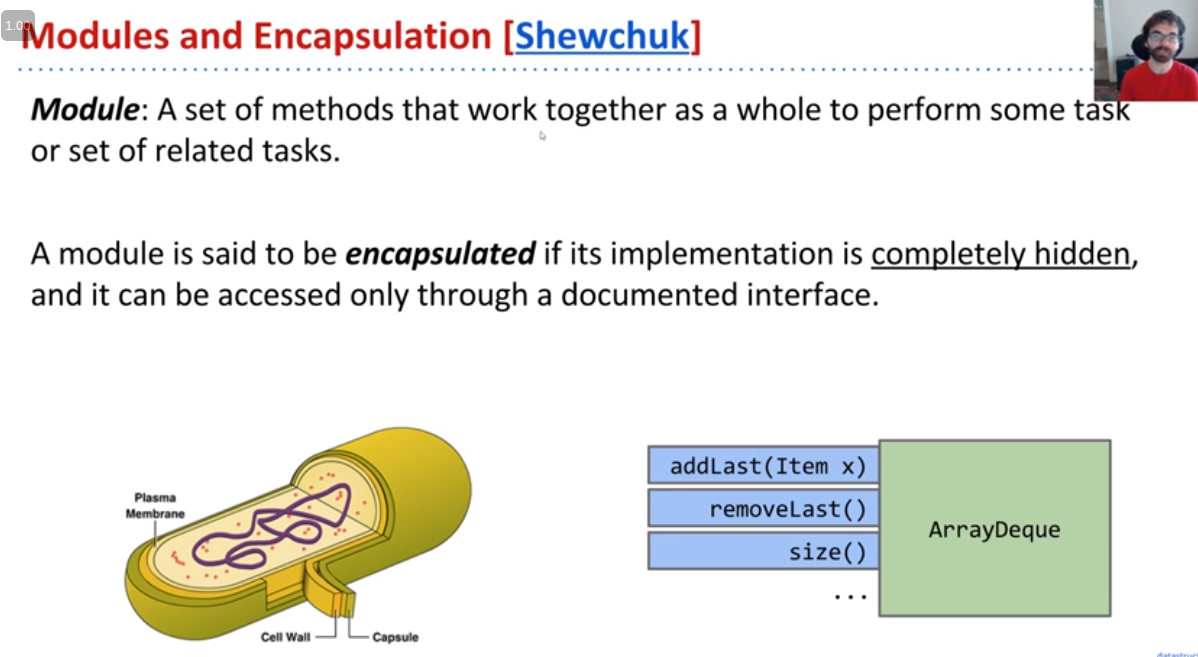 1.00
Modules and Encapsulation [Shewchuk]
Module: A set of methods that work together as a whole to perform some task
or set of related tasks.
A module is said to be encapsulated if its implementation is completely hidden,
and it can be accessed only through a documented interface.
Plasma
Membrane
Cell Wall
Capsule
addLast(Item x)
removeLast()
size()
...
ArrayDeque